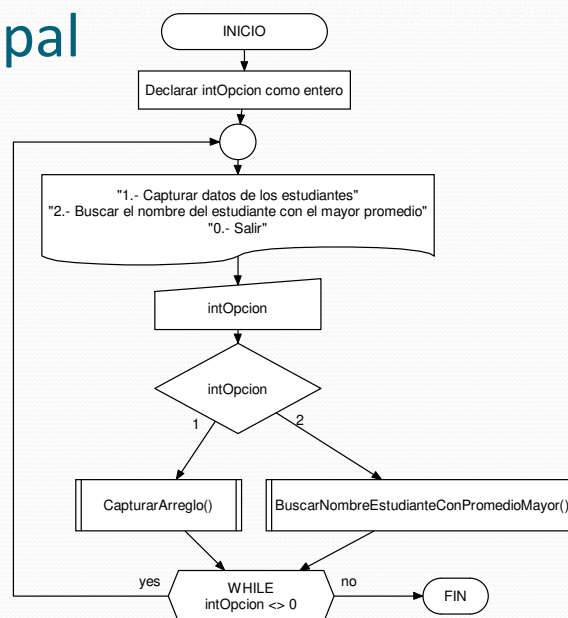 pal
INICIO
Declarar intOpcion como entero
"1.- Capturar datos de los estudiantes"
"2.- Buscar el nombre del estudiante con el mayor promedio"
"0.- Salir"
intOpcion
intOpcion
1
2
CapturarArreglo()
BuscarNombreEstudianteConPromedioMayor()
yes
WHILE
intOpcion <> 0
no
FIN